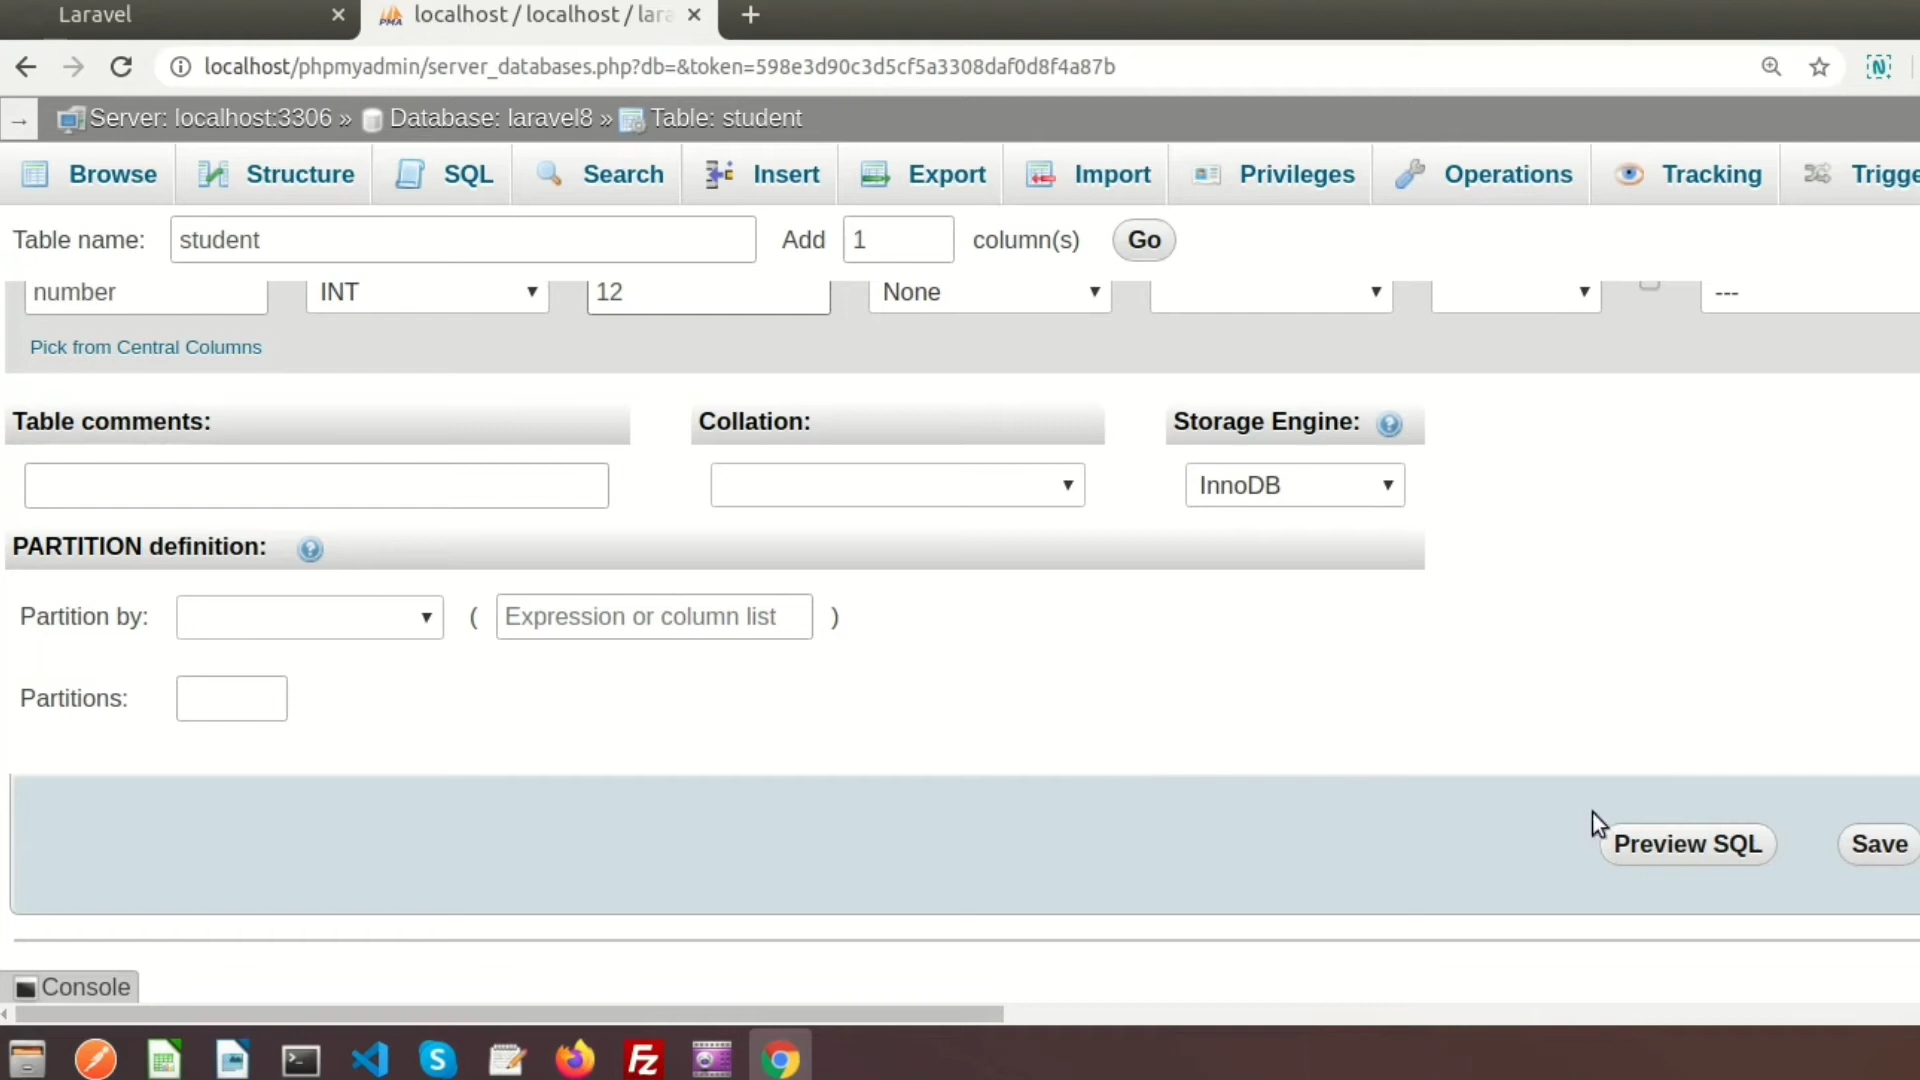 Laravel
localhost / localhost / lara
localhost/phpmyadmin/server_databases.php?db=&token=598e3d90c3d5cf5a3308daf0d8f4a87b
Server: localhost:3306 » Database: laravel8 » Table: student
Browse Structure SQL Search Insert Export Import Privileges Operations Tracking Trigge
Table name: student Add 1 column(s) Go
number INT 12 None ---
Pick from Central Columns
Table comments: Collation: Storage Engine:
InnoDB
PARTITION definition:
Partition by: ( Expression or column list )
Partitions:
Preview SQL Save
Console